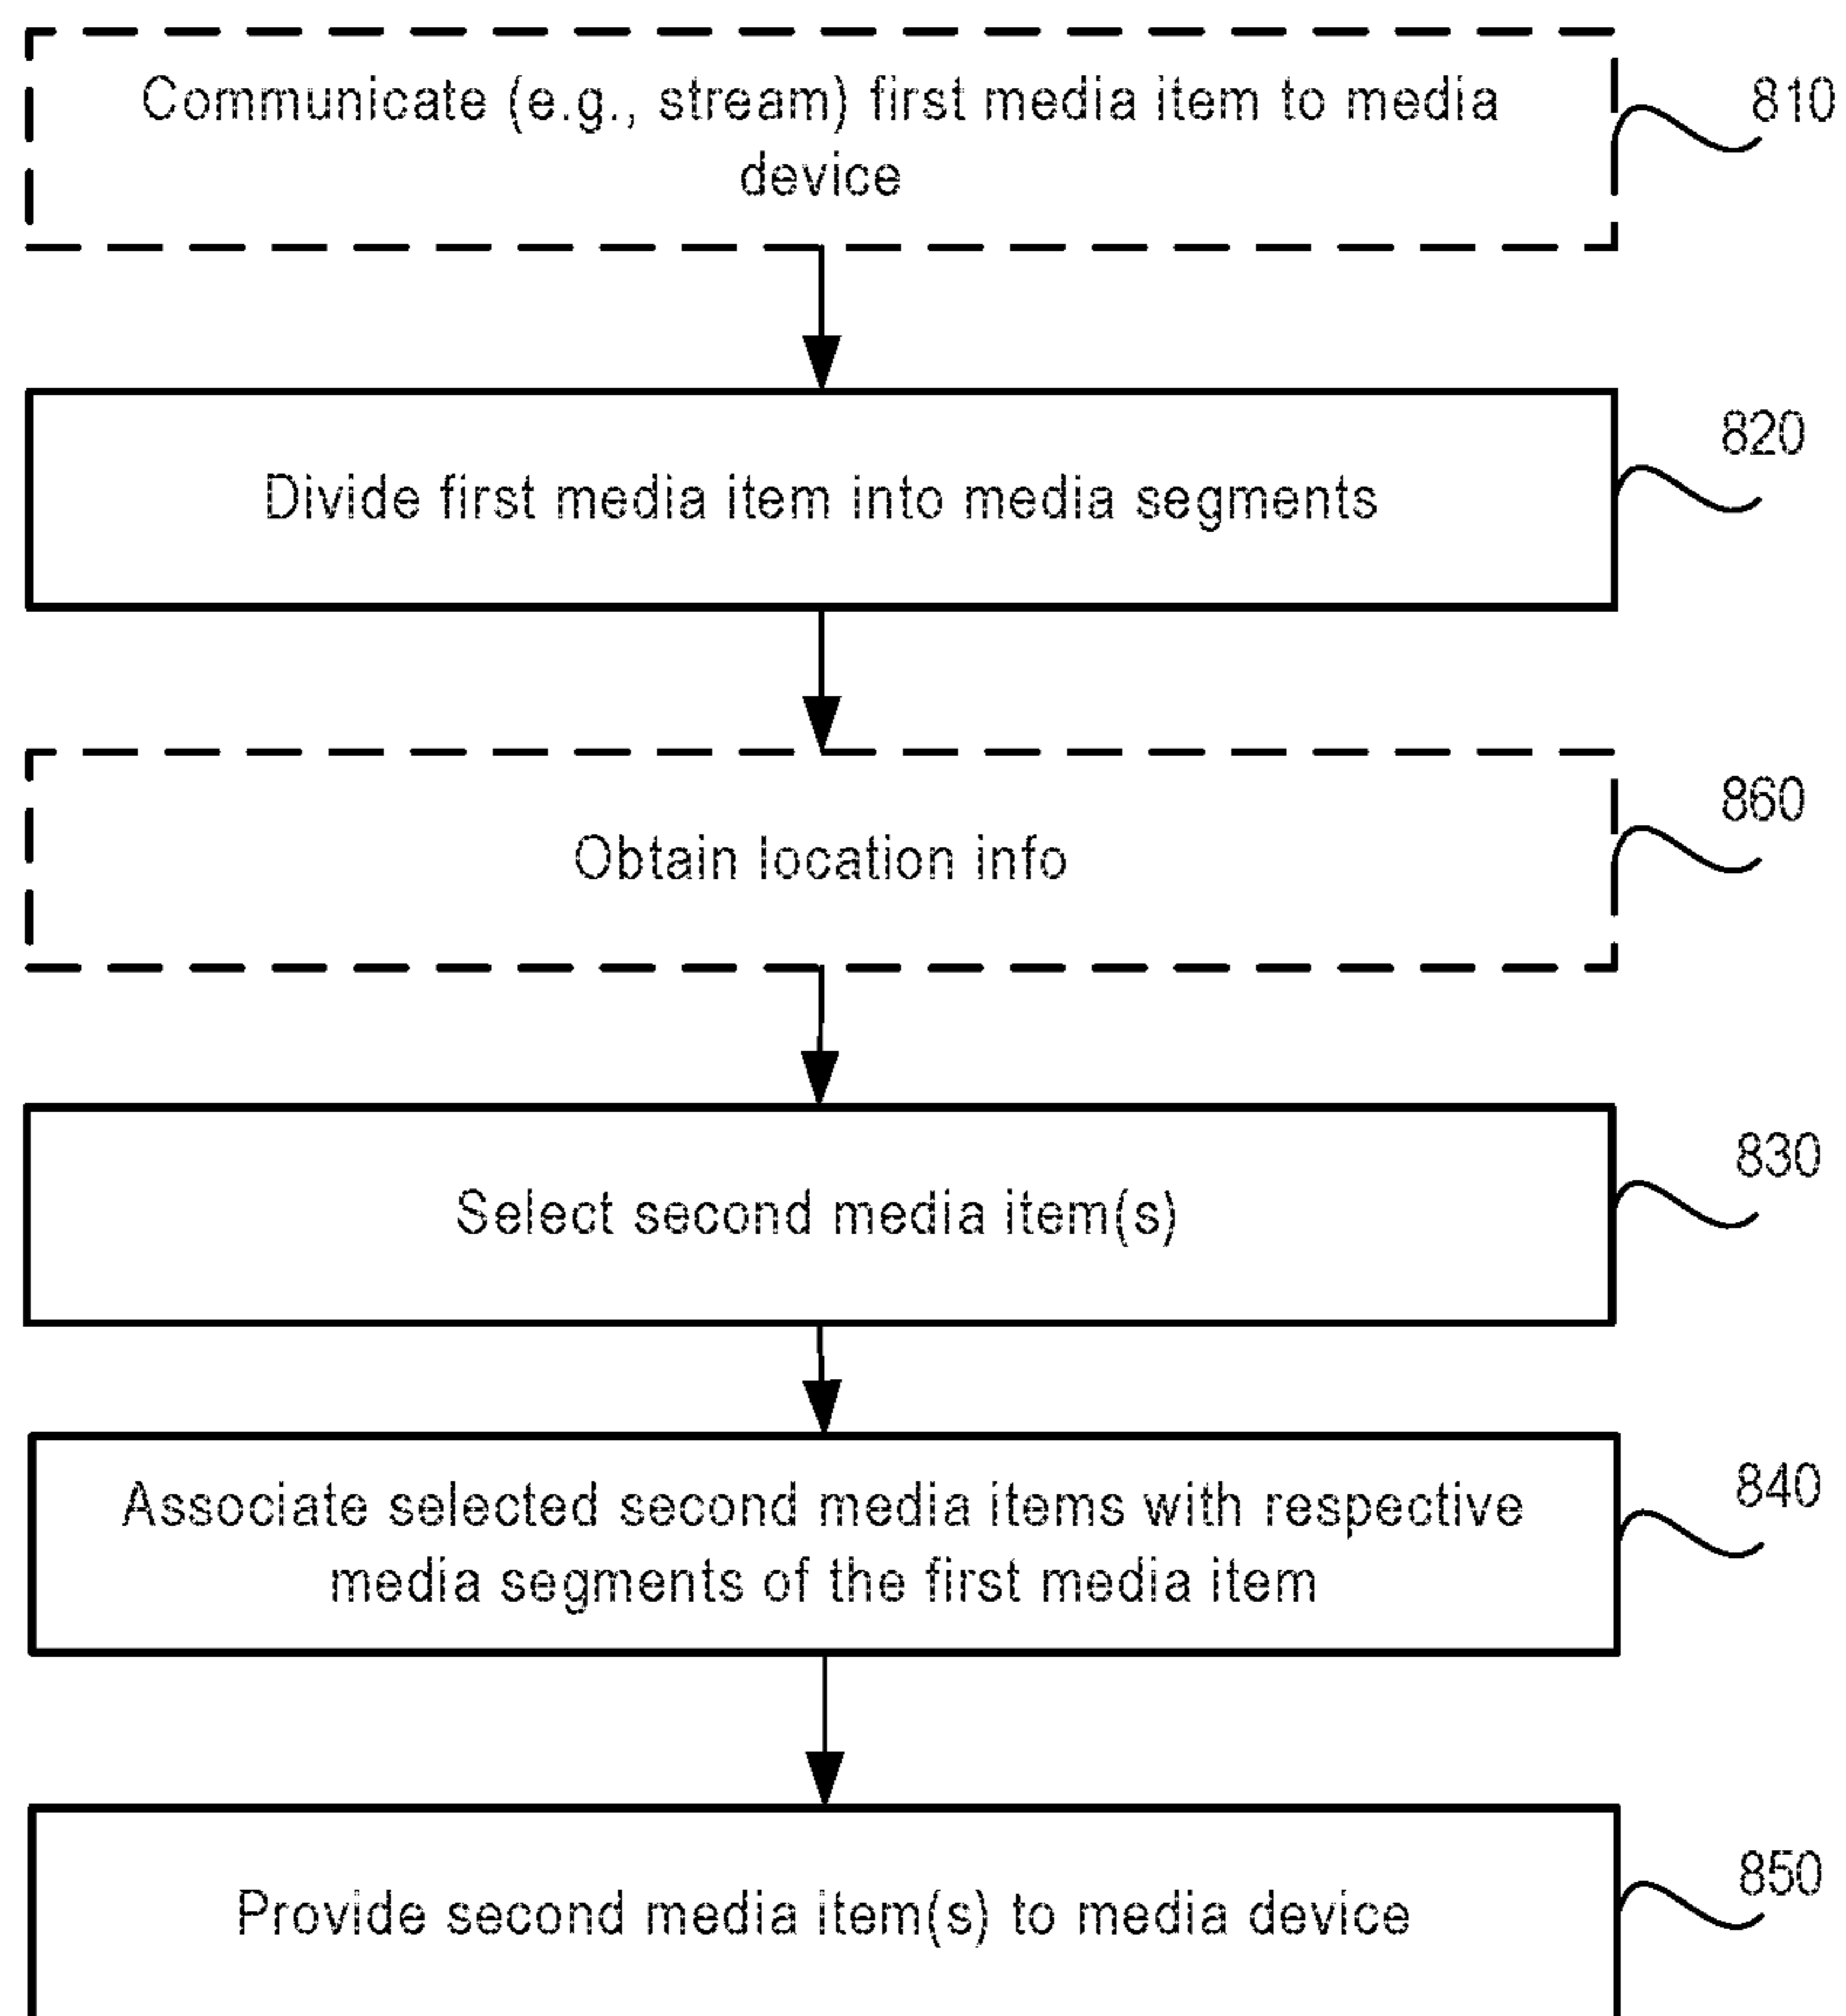 Communicate (e.g., stream) first media item to media
device
810
Divide first media item into media segments
820
Obtain location info
860
Select second media item(s)
830
Associate selected second media items with respective
media segments of the first media item
840
Provide second media item(s) to media device
850